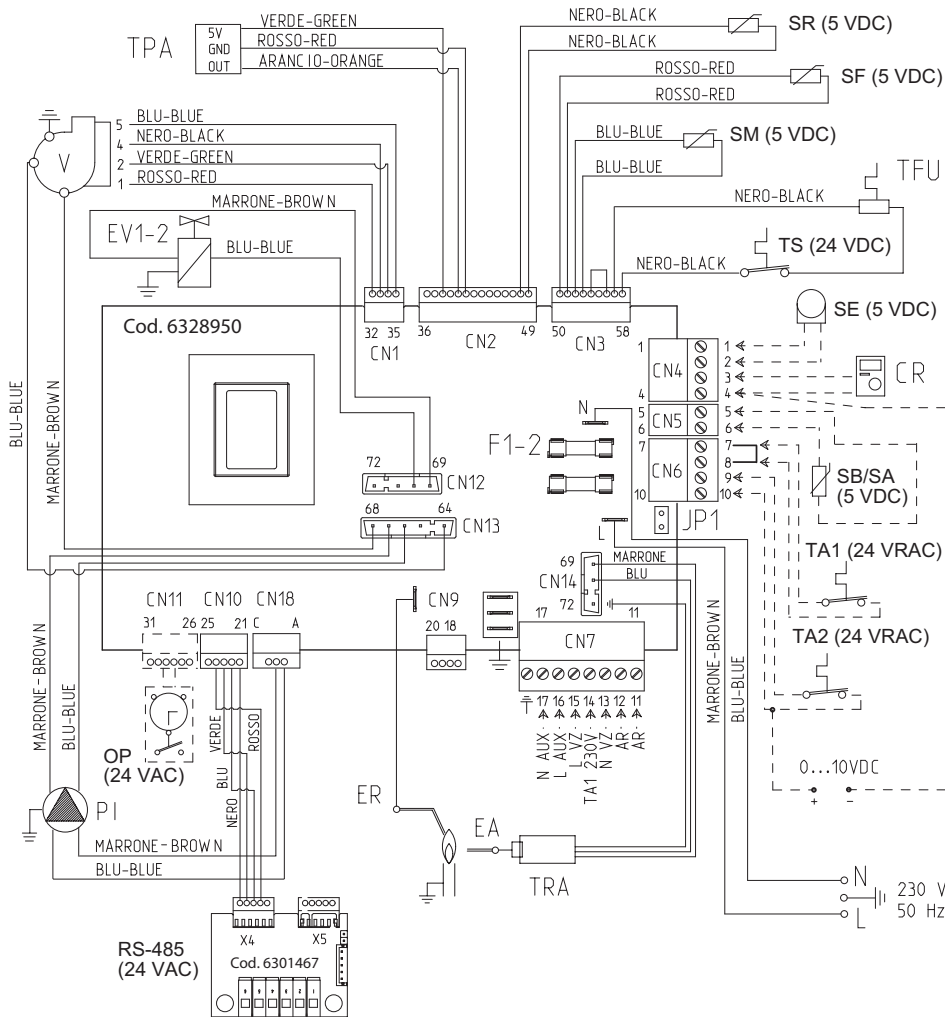 TPA
5V
GND
OUT
VERDE-GREEN
ROSSO-RED
ARANCIO-ORANGE
NERO-BLACK
NERO-BLACK
SR (5 VDC)
ROSSO-RED
ROSSO-RED
SF (5 VDC)
BLU-BLUE
BLU-BLUE
SM (5 VDC)
V
5 BLU-BLUE
4 NERO-BLACK
2 VERDE-GREEN
1 ROSSO-RED
MARRONE-BROWN
EV1-2
BLU-BLUE
NERO-BLACK
TFU
TS (24 VDC)
NERO-BLACK
Cod. 6328950
32 35
CN1
36 49
CN2
50 58
CN3
SE (5 VDC)
CR
1 CN4 4
1
2
3
4
5 CN5 6
5
6
7 CN6 10
7
8
9
10
N
F1-2
L
JP1
SB/SA
(5 VDC)
TA1 (24 VRAC)
TA2 (24 VRAC)
BLU-BLUE
MARRONE-BROWN
72 69
CN12
68 64
CN13
69
CN14
72
MARRONE
BLU
CN11
31 26
CN10
25 21
CN18
C A
CN9
20 18
17 11
CN7
17 16 15 14 13 12 11
N AUX.
L AUX.
L VZ.
TA1 230V.
N VZ.
AR.
AR.
MARRONE-BROWN
BLU-BLUE
MARRONE-BROWN
BLU-BLUE
OP
(24 VAC)
VERDE
BLU
NERO
ROSSO
0...10VDC
+ -
PI
MARRONE-BROWN
BLU-BLUE
ER
EA
TRA
N
L
230 V
50 Hz
X4
X5
RS-485
(24 VAC)
Cod. 6301467